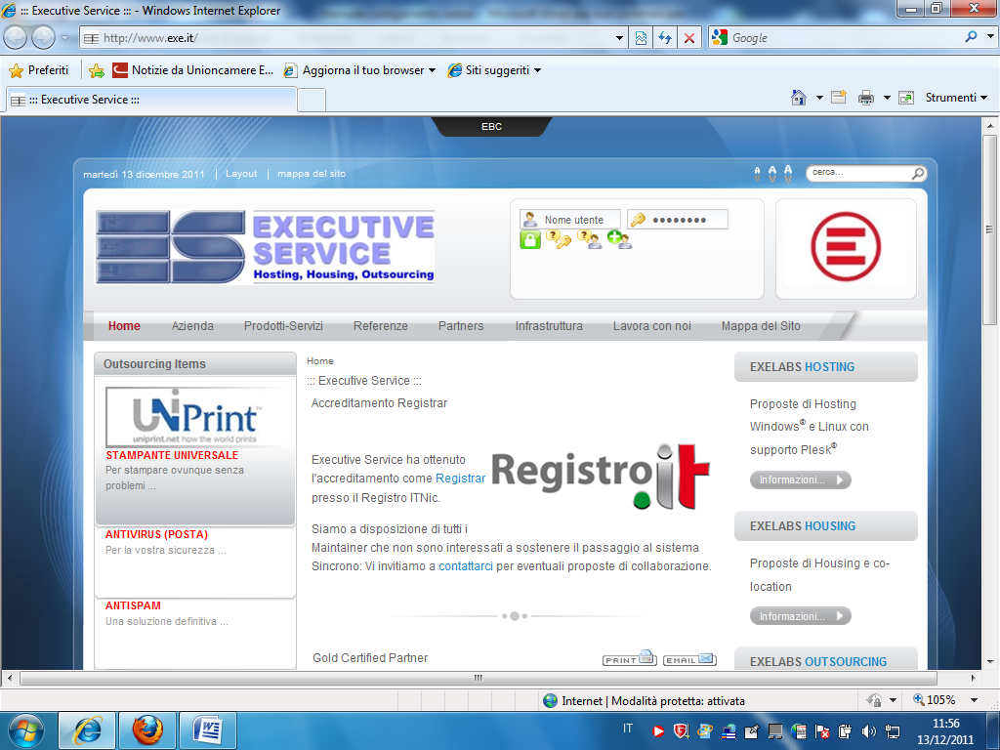 ::: Executive Service ::: - Windows Internet Explorer
http://www.exe.it/
Google
Preferiti
Notizie da Unioncamere E...
Aggiorna il tuo browser
Siti suggeriti
::: Executive Service :::
Strumenti
EBC
martedì 13 dicembre 2011
Layout
mappa del sito
A A A
cerca...
ES EXECUTIVE
SERVICE
Hosting, Housing, Outsourcing
Nome utente
••••••••
Home
Azienda
Prodotti-Servizi
Referenze
Partners
Infrastruttura
Lavora con noi
Mappa del Sito
Outsourcing Items
UNiPrint™
uniprint.net how the world prints
STAMPANTE UNIVERSALE
Per stampare ovunque senza
problemi ...
ANTIVIRUS (POSTA)
Per la vostra sicurezza ...
ANTISPAM
Una soluzione definitiva ...
Home
::: Executive Service :::
Accreditamento Registrar
Executive Service ha ottenuto
l'accreditamento come Registrar
presso il Registro ITNic.
Registro.it
Siamo a disposizione di tutti i
Maintainer che non sono interessati a sostenere il passaggio al sistema
Sincrono: Vi invitiamo a contattarci per eventuali proposte di collaborazione.
Gold Certified Partner
PRINT
EMAIL
EXELABS HOSTING
Proposte di Hosting
Windows® e Linux con
supporto Plesk®
Informazioni...
EXELABS HOUSING
Proposte di Housing e co-
location
Informazioni...
EXELABS OUTSOURCING
Internet | Modalità protetta: attivata
105%
IT
11:56
13/12/2011